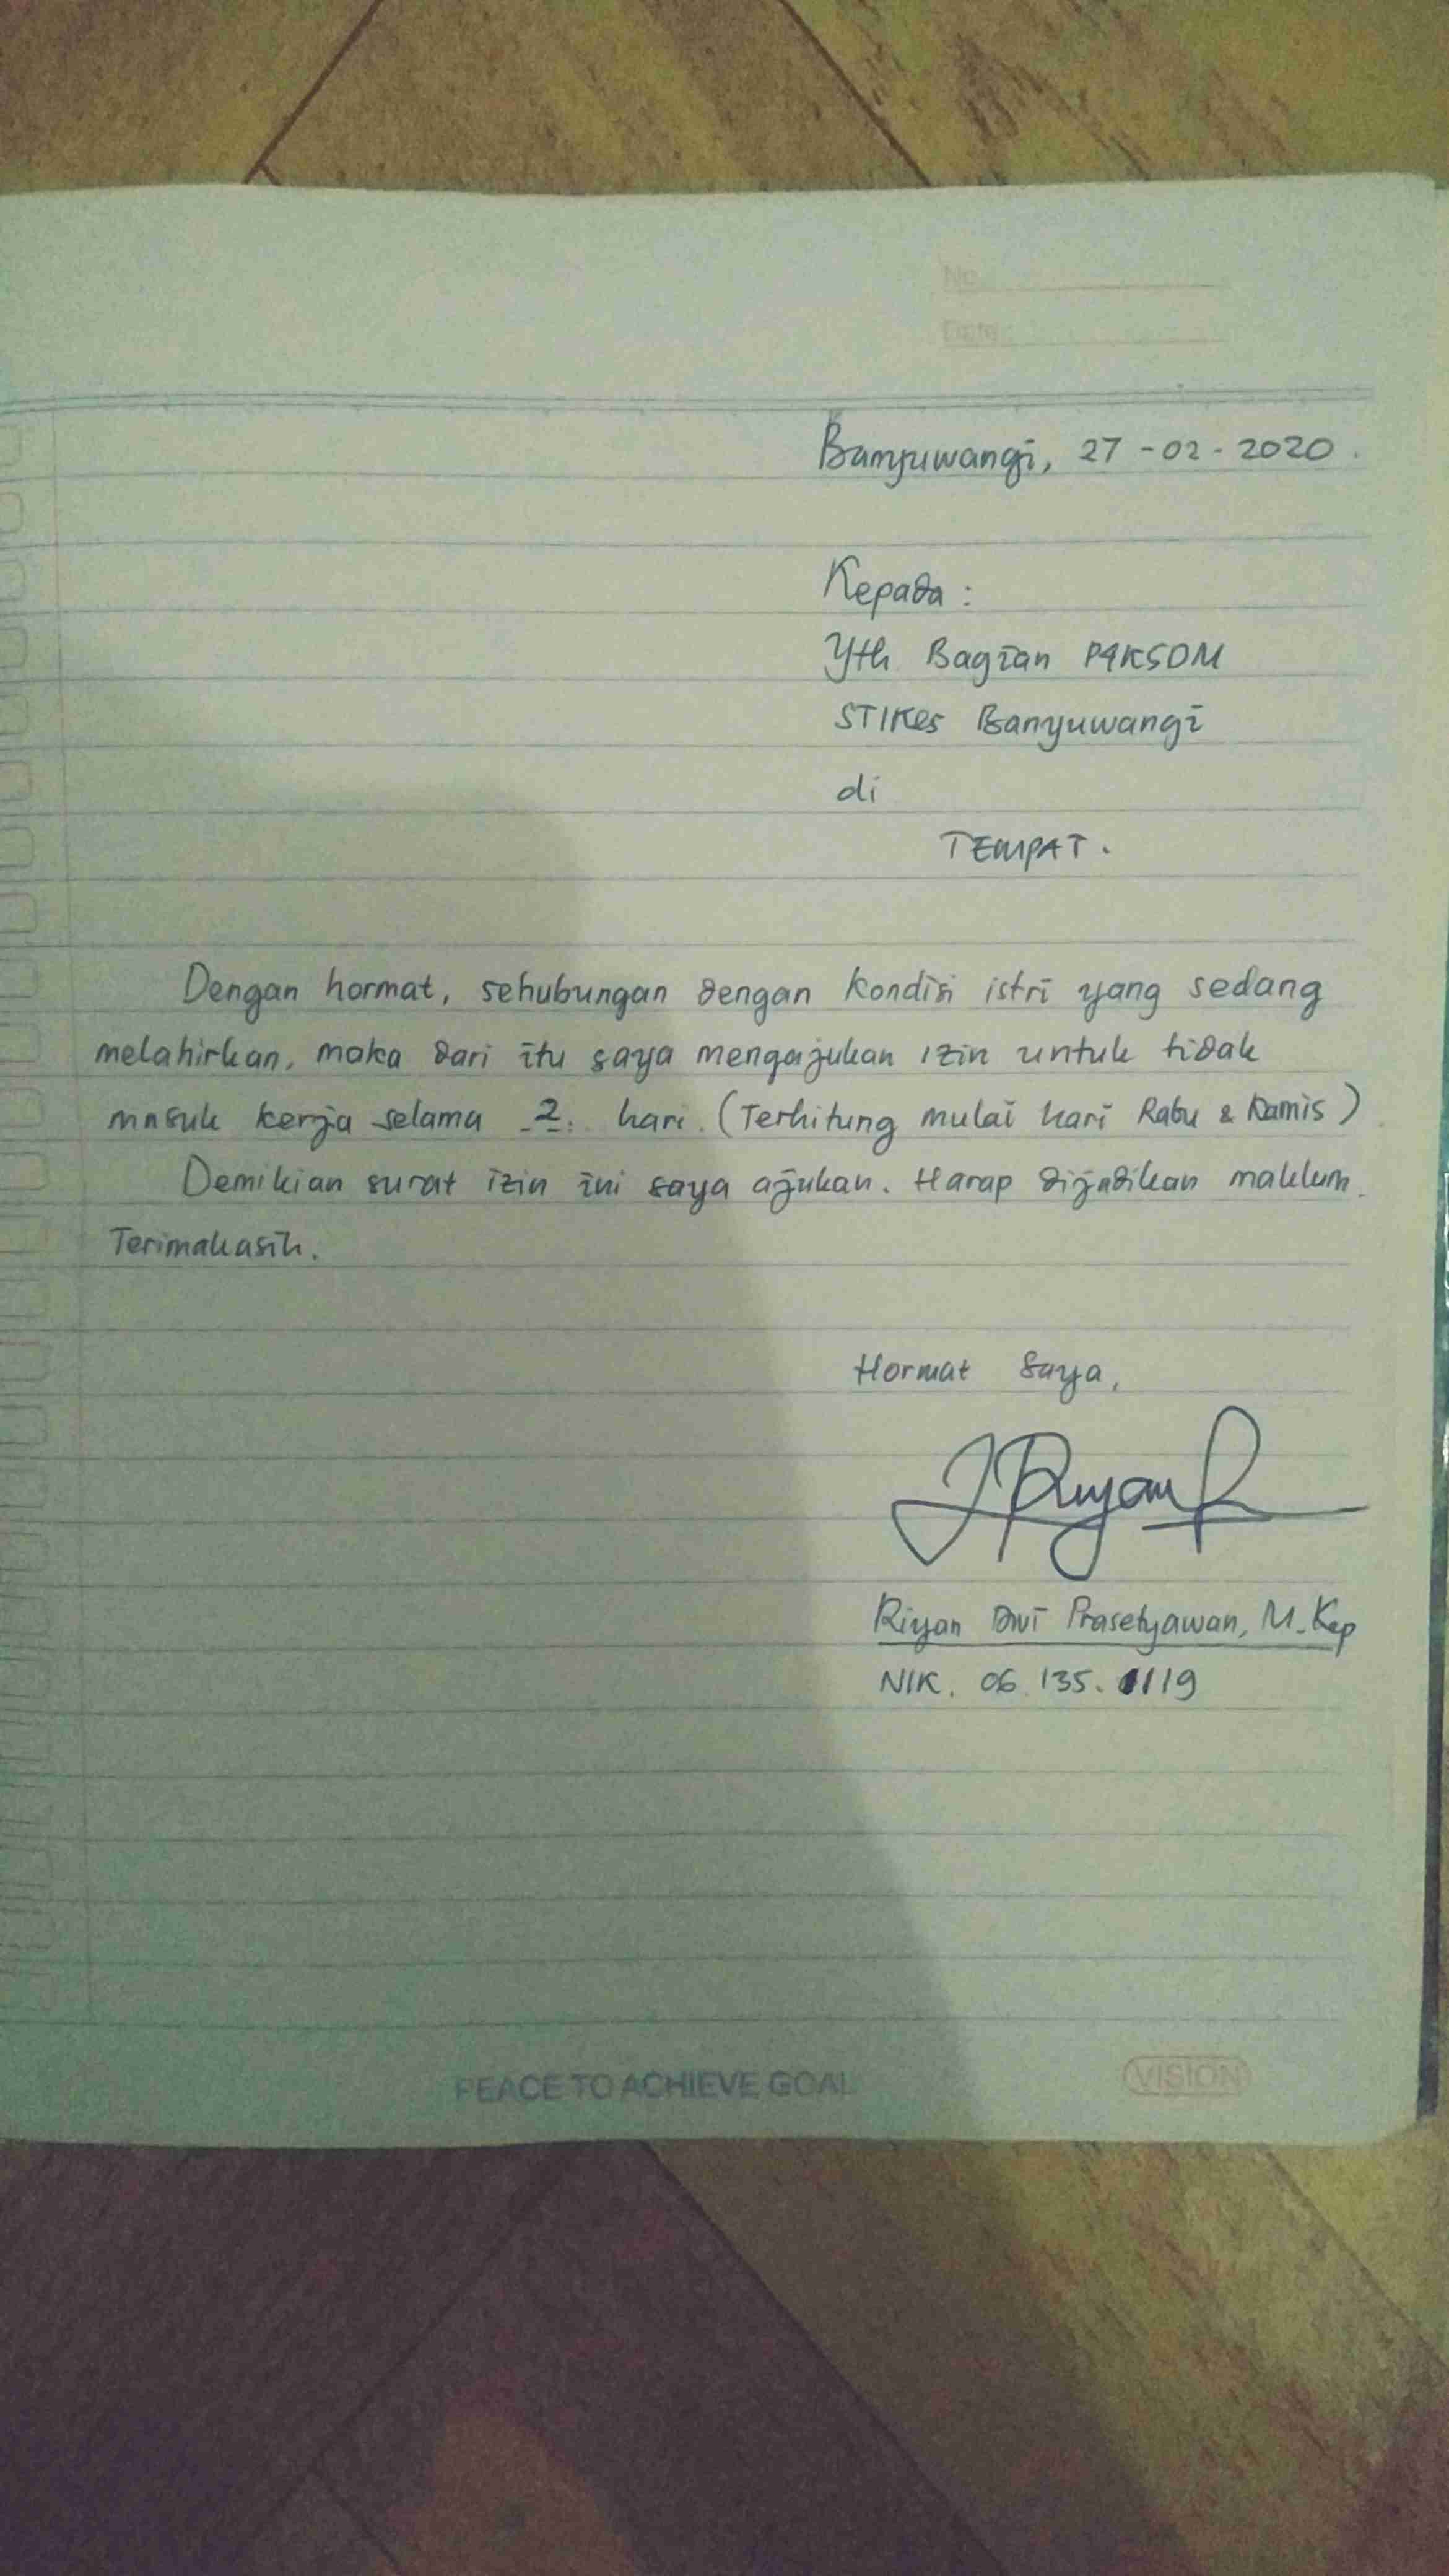 No
Date
Banyuwangi, 27-02-2020.
Kepada :
Yth Bagian P4KSDM
STIKes Banyuwangi
di
TEMPAT.
Dengan hormat, sehubungan dengan kondisi istri yang sedang
melahirkan, maka dari itu saya mengajukan izin untuk tidak
masuk kerja selama 2 hari. (Terhitung mulai hari Rabu & Kamis)
Demikian surat izin ini saya ajukan. Harap dijadikan maklum.
Terimakasih.
Hormat Saya,
Riyan
Riyan Dwi Prasetyawan, M.Kep
NIK. 06.135.1119
PEACE TO ACHIEVE GOAL
VISION